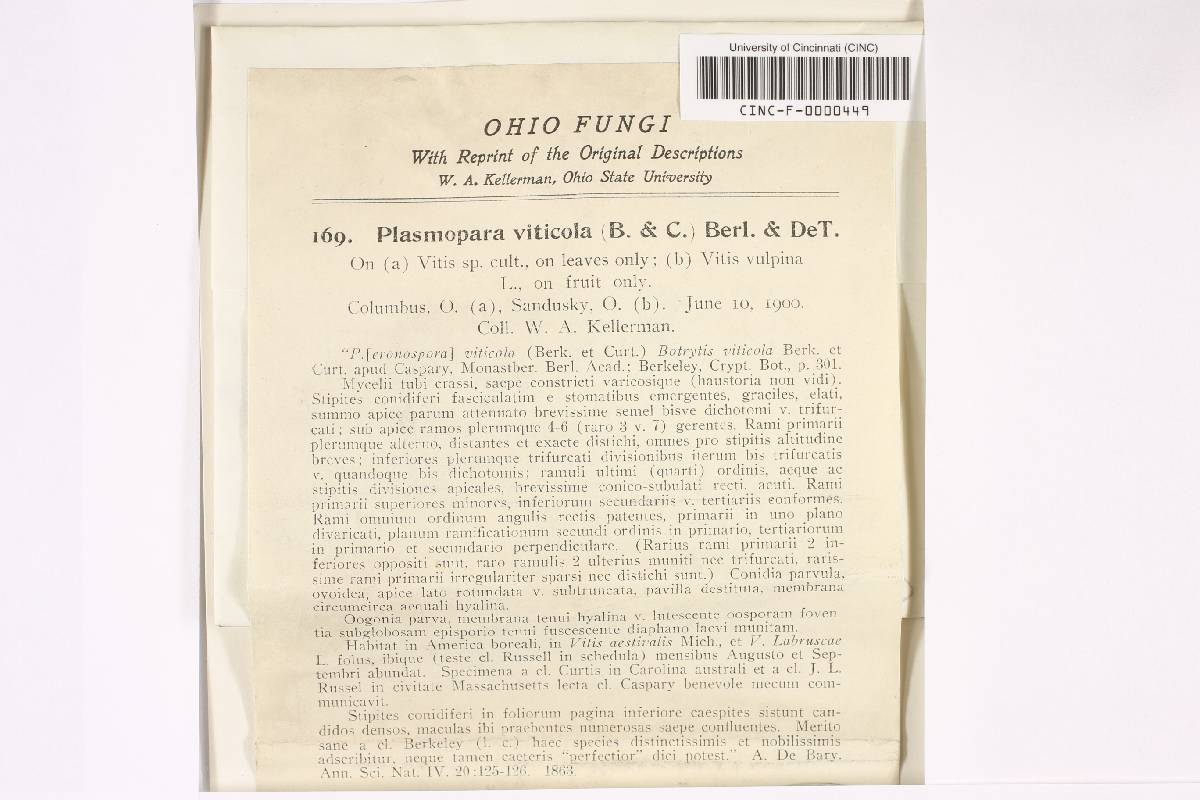 University of Cincinnati (CINC)
CINC-F-0000449
OHIO FUNGI
With Reprint of the Original Descriptions
W. A. Kellerman, Ohio State University
169. Plasmopara viticola (B. & C.) Berl. & DeT.
On (a) Vitis sp. cult., on leaves only; (b) Vitis vulpina
L., on fruit only.
Columbus, O. (a), Sandusky, O. (b). June 10, 1900.
Coll. W. A. Kellerman.
"P.[eronospora] viticola (Berk. et Curt.) Botrytis viticola Berk. et
Curt. apud Caspary, Monastber. Berl. Acad.; Berkeley, Crypt. Bot., p. 301.
Mycelii tubi crassi, saepe constricti varicosique (haustoria non vidi).
Stipites conidiferi fasciculatim e stomatibus emergentes, graciles, elati,
summo apice parum attenuato brevissime semel bisve dichotomi v. trifur-
cati; sub apice ramos plerumque 4-6 (raro 3 v. 7) gerentes. Rami primarii
plerumque alterno, distantes et exacte distichi, omnes pro stipitis altitudine
breves; inferiores plerumque trifurcati divisionibus iterum bis trifurcatis
v. quandoque bis dichotomis; ramuli ultimi (quarti) ordinis, aeque ac
stipitis divisiones apicales, brevissime conico-subulati recti, acuti. Rami
primarii superiores minores, inferiorum secundariis v. tertiariis conformes.
Rami omnium ordinum angulis rectis patentes, primarii in uno plano
divaricati, planum ramificationum secundi ordinis in primario, tertiariorum
in primario et secundario perpendiculare. (Rarius rami primarii 2 in-
feriores oppositi sunt, raro ramulis 2 ulterius muniti nec trifurcati, raris-
sime rami primarii irregulariter sparsi nec distichi sunt.) Conidia parvula,
ovoidea, apice lato rotundata v. subtruncata, pavilla destituta, membrana
circumcirca aequali hyalina.
Oogonia parva, membrana tenui hyalina v. lutescente oosporam foven
tia subglobosam episporio tenui fuscescente diaphano laevi munitam.
Habitat in America boreali, in Vitis aestivalis Mich., et V. Labruscae
L. foliis, ibique (teste cl. Russell in schedula) mensibus Augusto et Sep-
tembri abundat. Specimena a cl. Curtis in Carolina australi et a cl. J. L.
Russel in civitate Massachusetts lecta cl. Caspary benevole mecum com-
municavit.
Stipites conidiferi in foliorum pagina inferiore caespites sistunt can-
didos densos, maculas ibi praebentes numerosas saepe confluentes. Merito
sane a cl. Berkeley (l. c.) haec species distinctissimis et nobilissimis
adscribitur, neque tamen caeteris "perfectior" dici potest." A. De Bary.
Ann. Sci. Nat. IV. 20:125-126. 1863.